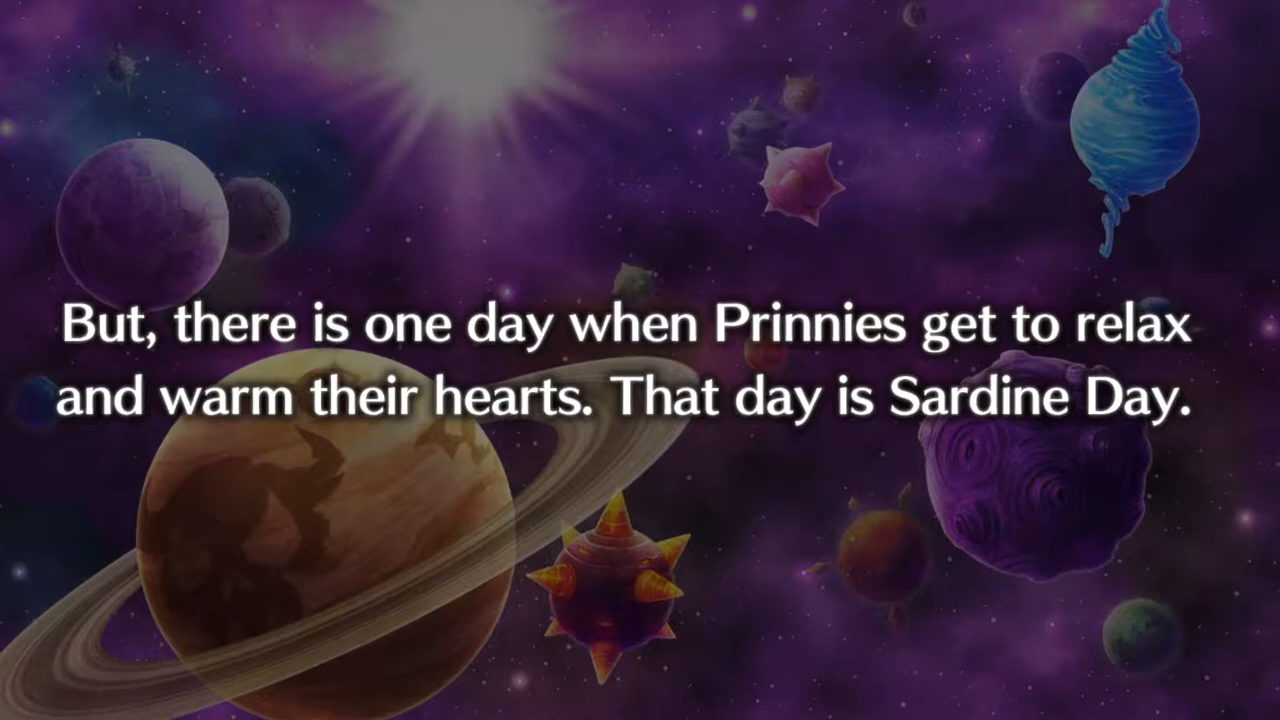 But, there is one day when Prinnies get to relax
and warm their hearts. That day is Sardine Day.